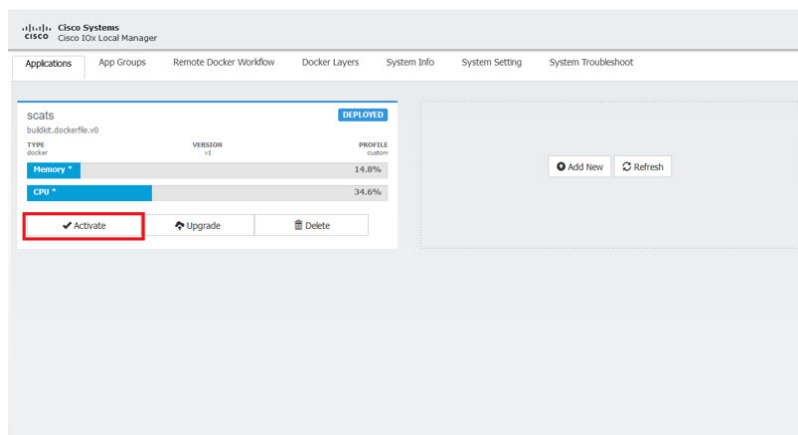 Cisco Systems
CISCO Cisco IOx Local Manager
Applications App Groups Remote Docker Workflow Docker Layers System Info System Setting System Troubleshoot
scats DEPLOYED
buildkit.dockerfile.v0
TYPE VERSION PROFILE
docker v1 custom
Memory * 14.8%
CPU * 34.6%
Activate Upgrade Delete
Add New Refresh